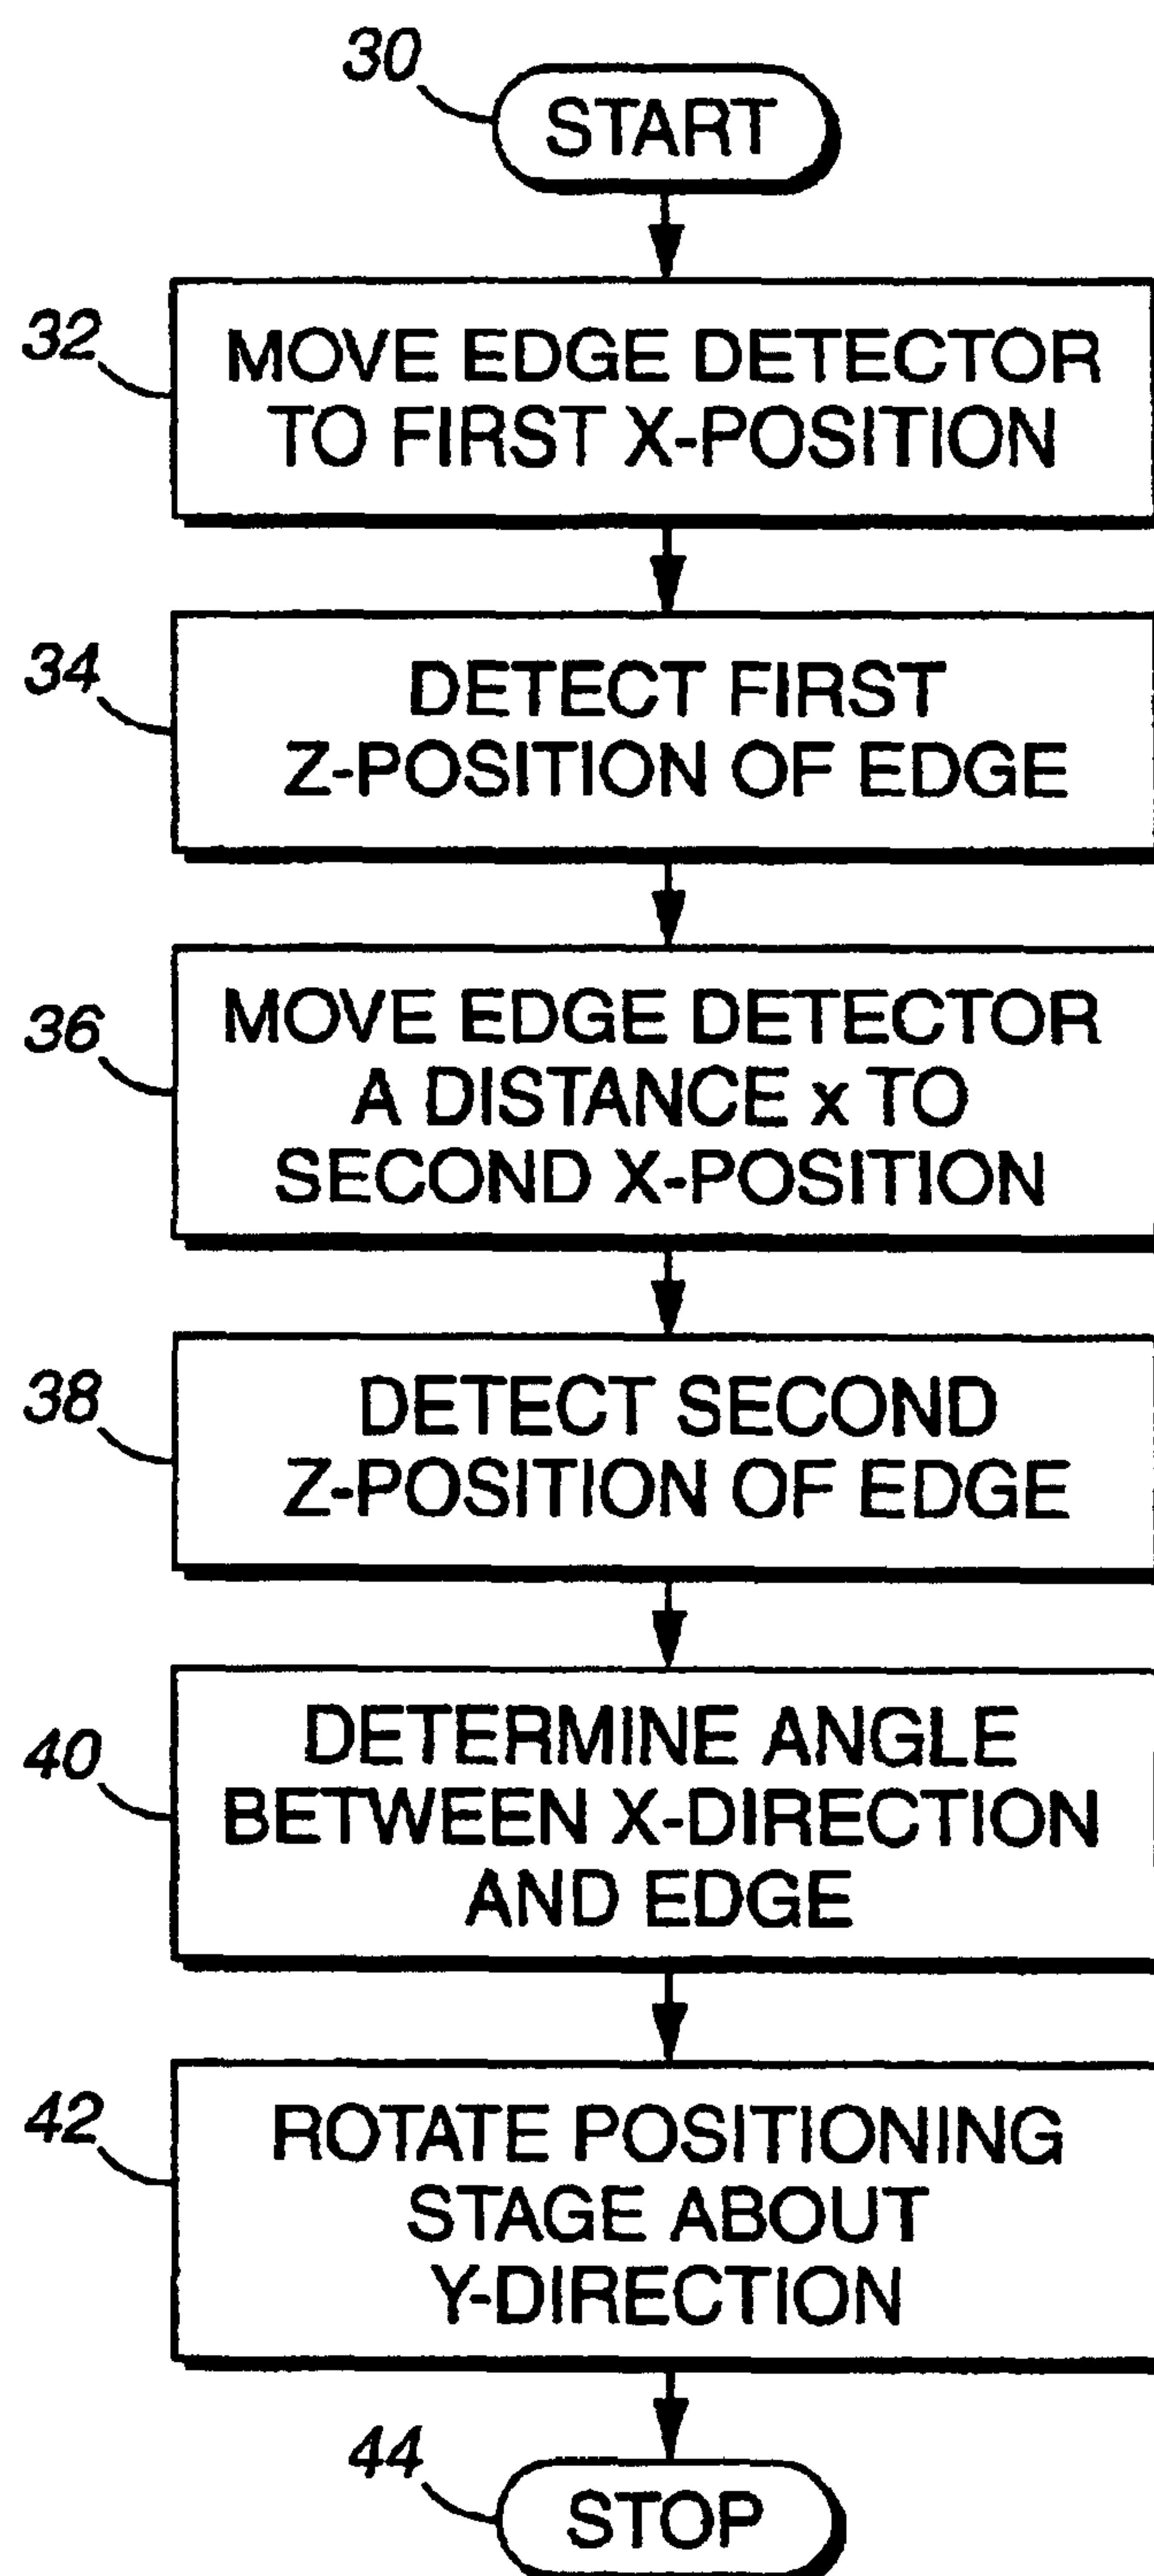 30
START
32
MOVE EDGE DETECTOR
TO FIRST X-POSITION
34
DETECT FIRST
Z-POSITION OF EDGE
36
MOVE EDGE DETECTOR
A DISTANCE x TO
SECOND X-POSITION
38
DETECT SECOND
Z-POSITION OF EDGE
40
DETERMINE ANGLE
BETWEEN X-DIRECTION
AND EDGE
42
ROTATE POSITIONING
STAGE ABOUT
Y-DIRECTION
44
STOP